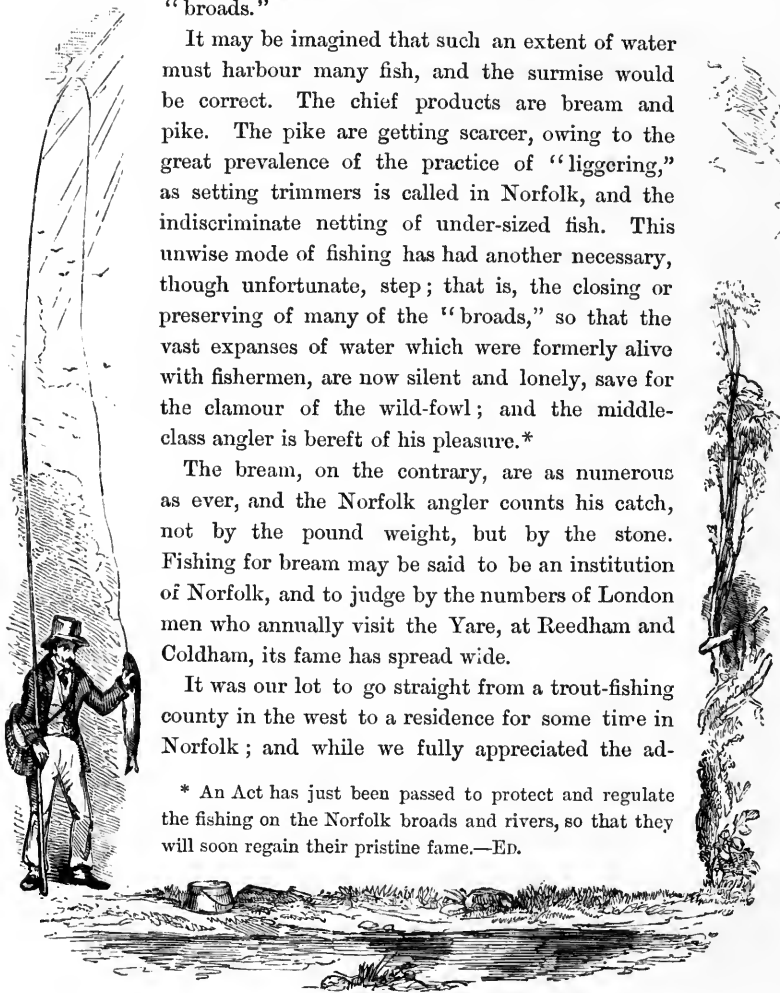 “broads.”
It may be imagined that such an extent of water
must harbour many fish, and the surmise would
be correct. The chief products are bream and
pike. The pike are getting scarcer, owing to the
great prevalence of the practice of “liggering,”
as setting trimmers is called in Norfolk, and the
indiscriminate netting of under-sized fish. This
unwise mode of fishing has had another necessary,
though unfortunate, step; that is, the closing or
preserving of many of the “broads,” so that the
vast expanses of water which were formerly alive
with fishermen, are now silent and lonely, save for
the clamour of the wild-fowl; and the middle-
class angler is bereft of his pleasure.*
The bream, on the contrary, are as numerous
as ever, and the Norfolk angler counts his catch,
not by the pound weight, but by the stone.
Fishing for bream may be said to be an institution
of Norfolk, and to judge by the numbers of London
men who annually visit the Yare, at Reedham and
Coldham, its fame has spread wide.
It was our lot to go straight from a trout-fishing
county in the west to a residence for some time in
Norfolk; and while we fully appreciated the ad-
* An Act has just been passed to protect and regulate
the fishing on the Norfolk broads and rivers, so that they
will soon regain their pristine fame.—ED.